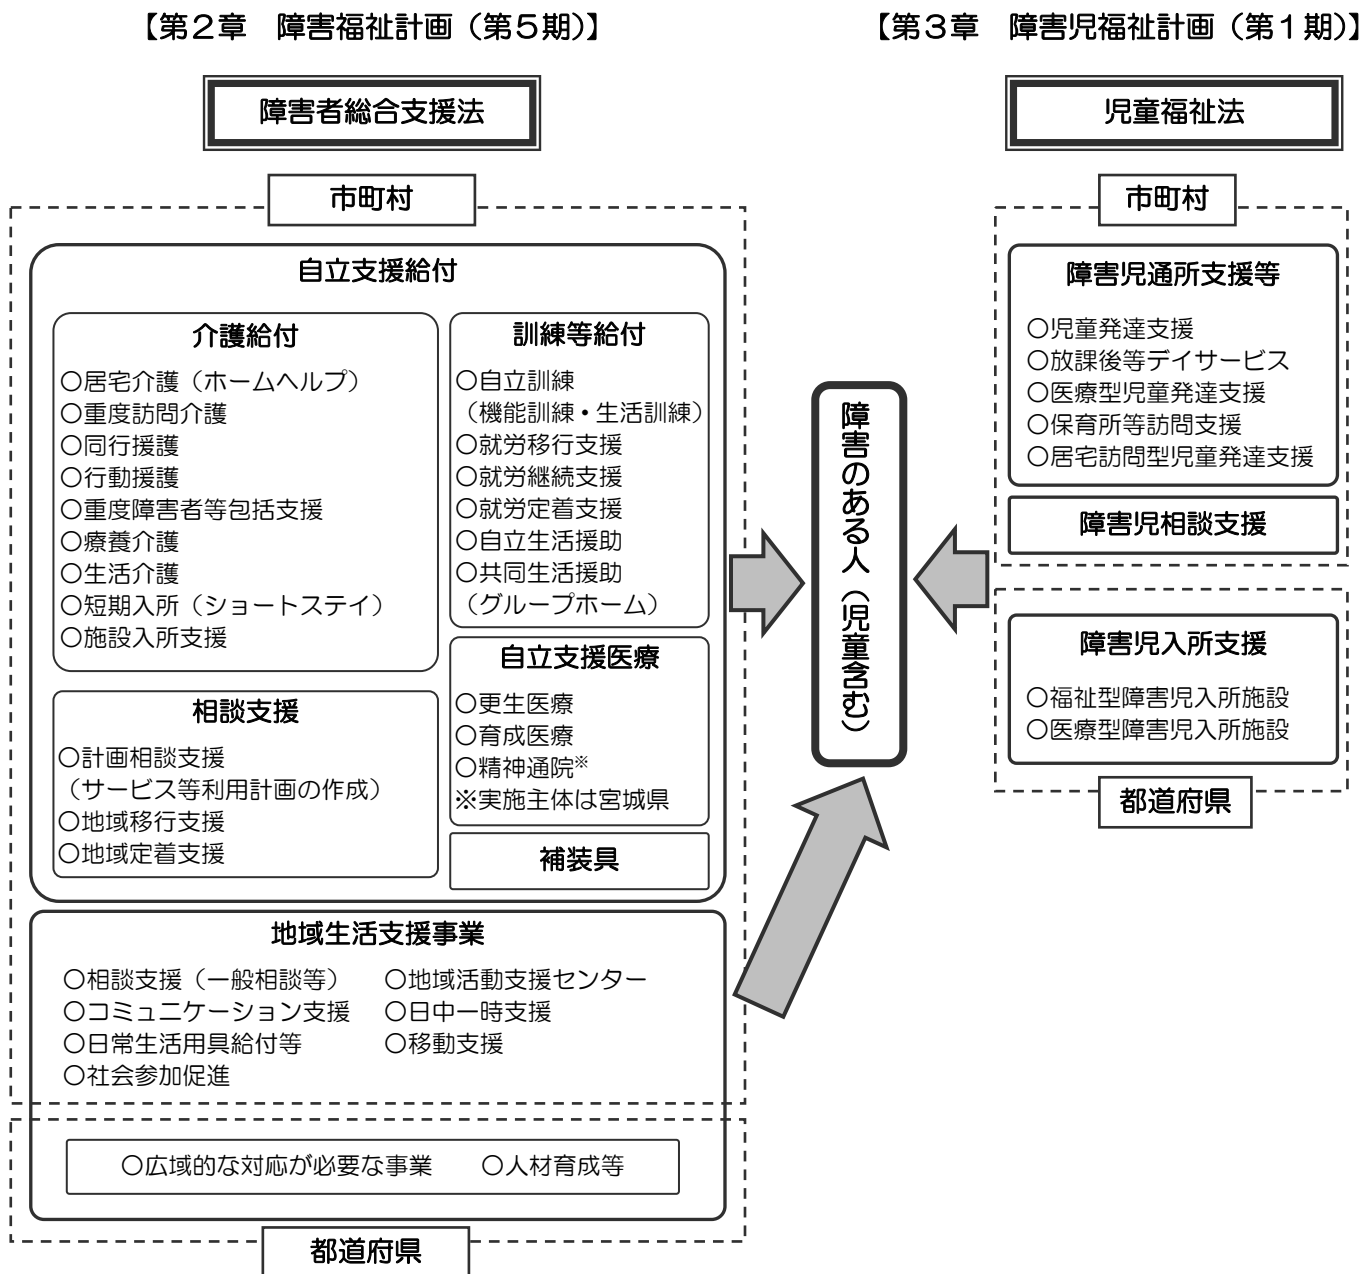 【第２章　障害福祉計画（第５期）】
障害者総合支援法
市町村
自立支援給付
介護給付
○居宅介護（ホームヘルプ）
○重度訪問介護
○同行援護
○行動援護
○重度障害者等包括支援
○療養介護
○生活介護
○短期入所（ショートステイ）
○施設入所支援
訓練等給付
○自立訓練
（機能訓練・生活訓練）
○就労移行支援
○就労継続支援
○就労定着支援
○自立生活援助
○共同生活援助
（グループホーム）
相談支援
○計画相談支援
（サービス等利用計画の作成）
○地域移行支援
○地域定着支援
自立支援医療
○更生医療
○育成医療
○精神通院※
※実施主体は宮城県
補装具
地域生活支援事業
○相談支援（一般相談等）
○コミュニケーション支援
○日常生活用具給付等
○社会参加促進
○地域活動支援センター
○日中一時支援
○移動支援
○広域的な対応が必要な事業　○人材育成等
都道府県
障害のある人（児童含む）
【第３章　障害児福祉計画（第１期）】
児童福祉法
市町村
障害児通所支援等
○児童発達支援
○放課後等デイサービス
○医療型児童発達支援
○保育所等訪問支援
○居宅訪問型児童発達支援
障害児相談支援
障害児入所支援
○福祉型障害児入所施設
○医療型障害児入所施設
都道府県